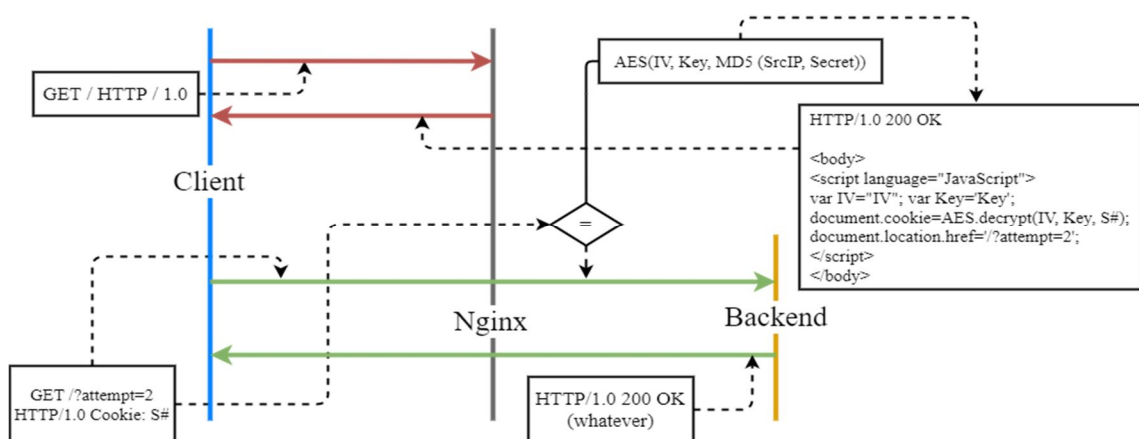 AES(IV, Key, MD5 (SrcIP, Secret))
GET / HTTP / 1.0
HTTP/1.0 200 OK
<body>
<script language="JavaScript">
var IV="IV"; var Key='Key';
document.cookie=AES.decrypt(IV, Key, S#);
document.location.href='/?attempt=2';
</script>
</body>
Client
=
Nginx
Backend
GET /?attempt=2
HTTP/1.0 Cookie: S#
HTTP/1.0 200 OK
(whatever)